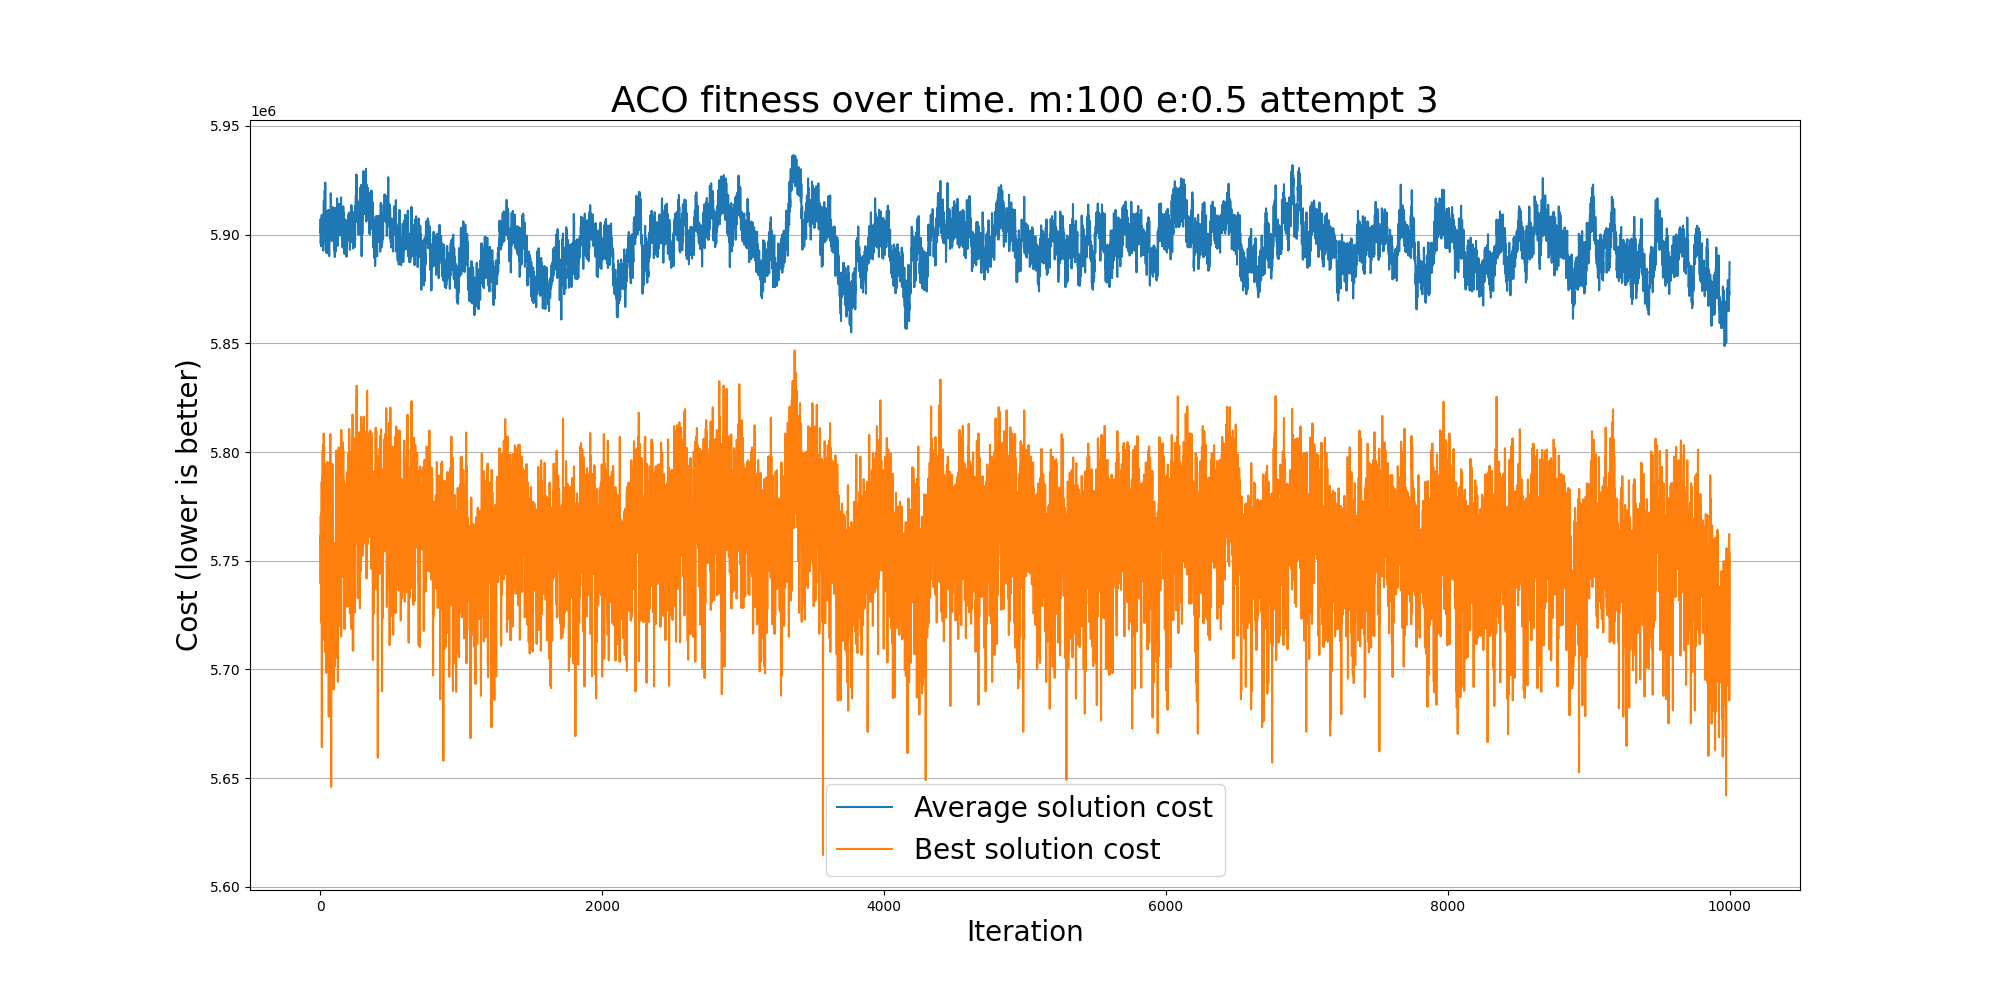 ACO fitness over time. m:100 e:0.5 attempt 3
1e6
5.95
5.90
5.85
5.80
5.75
5.70
5.65
5.60
Cost (lower is better)
Average solution cost
Best solution cost
0
2000
4000
6000
8000
10000
Iteration